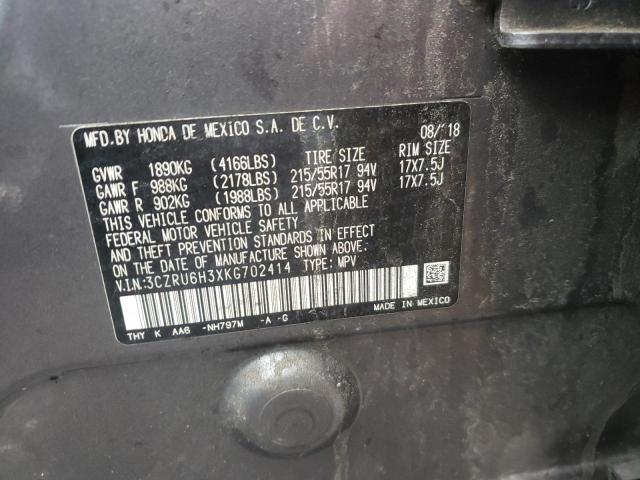 MFD.BY HONDA DE MEXICO S.A. DE C.V. 08/18
TIRE SIZE RIM SIZE
GVWR 1890KG (4166LBS)
GAWR F 988KG (2178LBS) 215/55R17 94V 17X7.5J
GAWR R 902KG (1988LBS) 215/55R17 94V 17X7.5J
THIS VEHICLE CONFORMS TO ALL APPLICABLE
FEDERAL MOTOR VEHICLE SAFETY
AND THEFT PREVENTION STANDARDS IN EFFECT
ON THE DATE OF MANUFACTURE SHOWN ABOVE.
V.I.N:3CZRU6H3XKG702414 TYPE: MPV
MADE IN MEXICO
THY K AA6 -NH797M -A -G